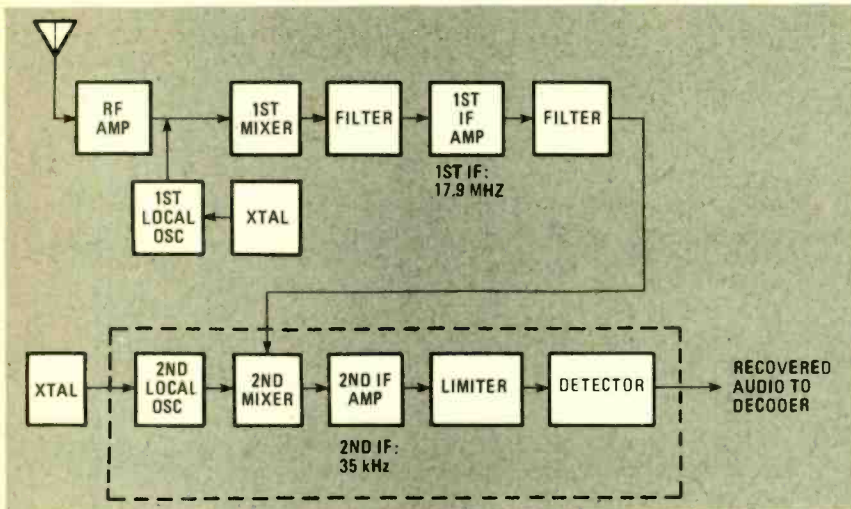 RF
AMP
1ST
MIXER
FILTER
1ST
IF
AMP
FILTER
1ST IF:
17.9 MHZ
1ST
LOCAL
OSC
XTAL
XTAL
2ND
LOCAL
OSC
2ND
MIXER
2ND IF
AMP
LIMITER
DETECTOR
RECOVERED
AUDIO TO
DECODER
2ND IF:
35 kHz